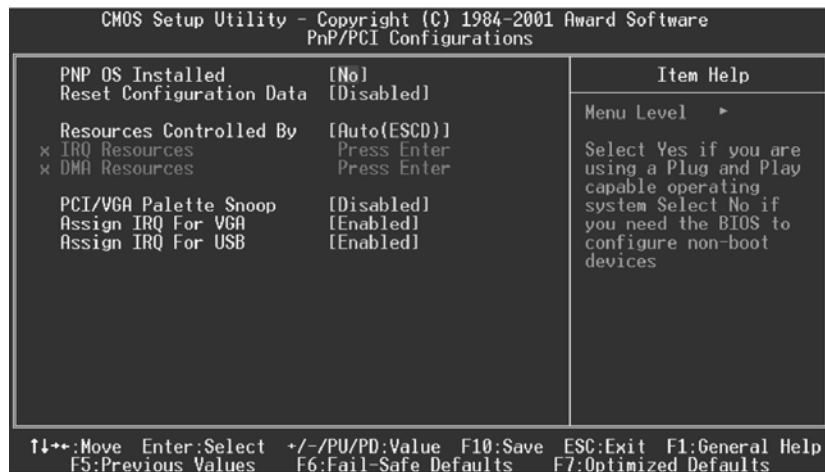 CMOS Setup Utility - Copyright (C) 1984-2001 Award Software
PnP/PCI Configurations
PNP OS Installed [No]
Reset Configuration Data [Disabled]
Resources Controlled By [Auto(ESCD)]
x IRQ Resources Press Enter
x DMA Resources Press Enter
PCI/VGA Palette Snoop [Disabled]
Assign IRQ For VGA [Enabled]
Assign IRQ For USB [Enabled]
Item Help
Menu Level ►
Select Yes if you are
using a Plug and Play
capable operating
system Select No if
you need the BIOS to
configure non-boot
devices
↑↓→←:Move Enter:Select +/-/PU/PD:Value F10:Save ESC:Exit F1:General Help
F5:Previous Values F6:Fail-Safe Defaults F7:Optimized Defaults